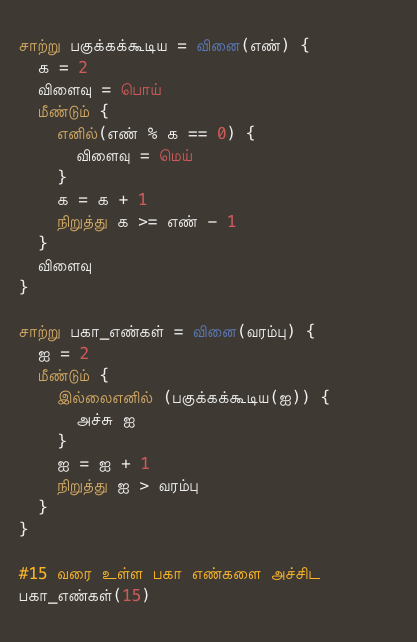 சாற்று பகுக்கக்கூடிய = வினை(எண்) {
க = 2
விளைவு = பொய்
மீண்டும் {
எனில்(எண் % க == 0) {
விளைவு = மெய்
}
க = க + 1
நிறுத்து க >= எண் - 1
}
விளைவு
}
சாற்று பகா_எண்கள் = வினை(வரம்பு) {
ஐ = 2
மீண்டும் {
இல்லைஎனில் (பகுக்கக்கூடிய(ஐ)) {
அச்சு ஐ
}
ஐ = ஐ + 1
நிறுத்து ஐ > வரம்பு
}
}
#15 வரை உள்ள பகா எண்களை அச்சிட
பகா_எண்கள்(15)